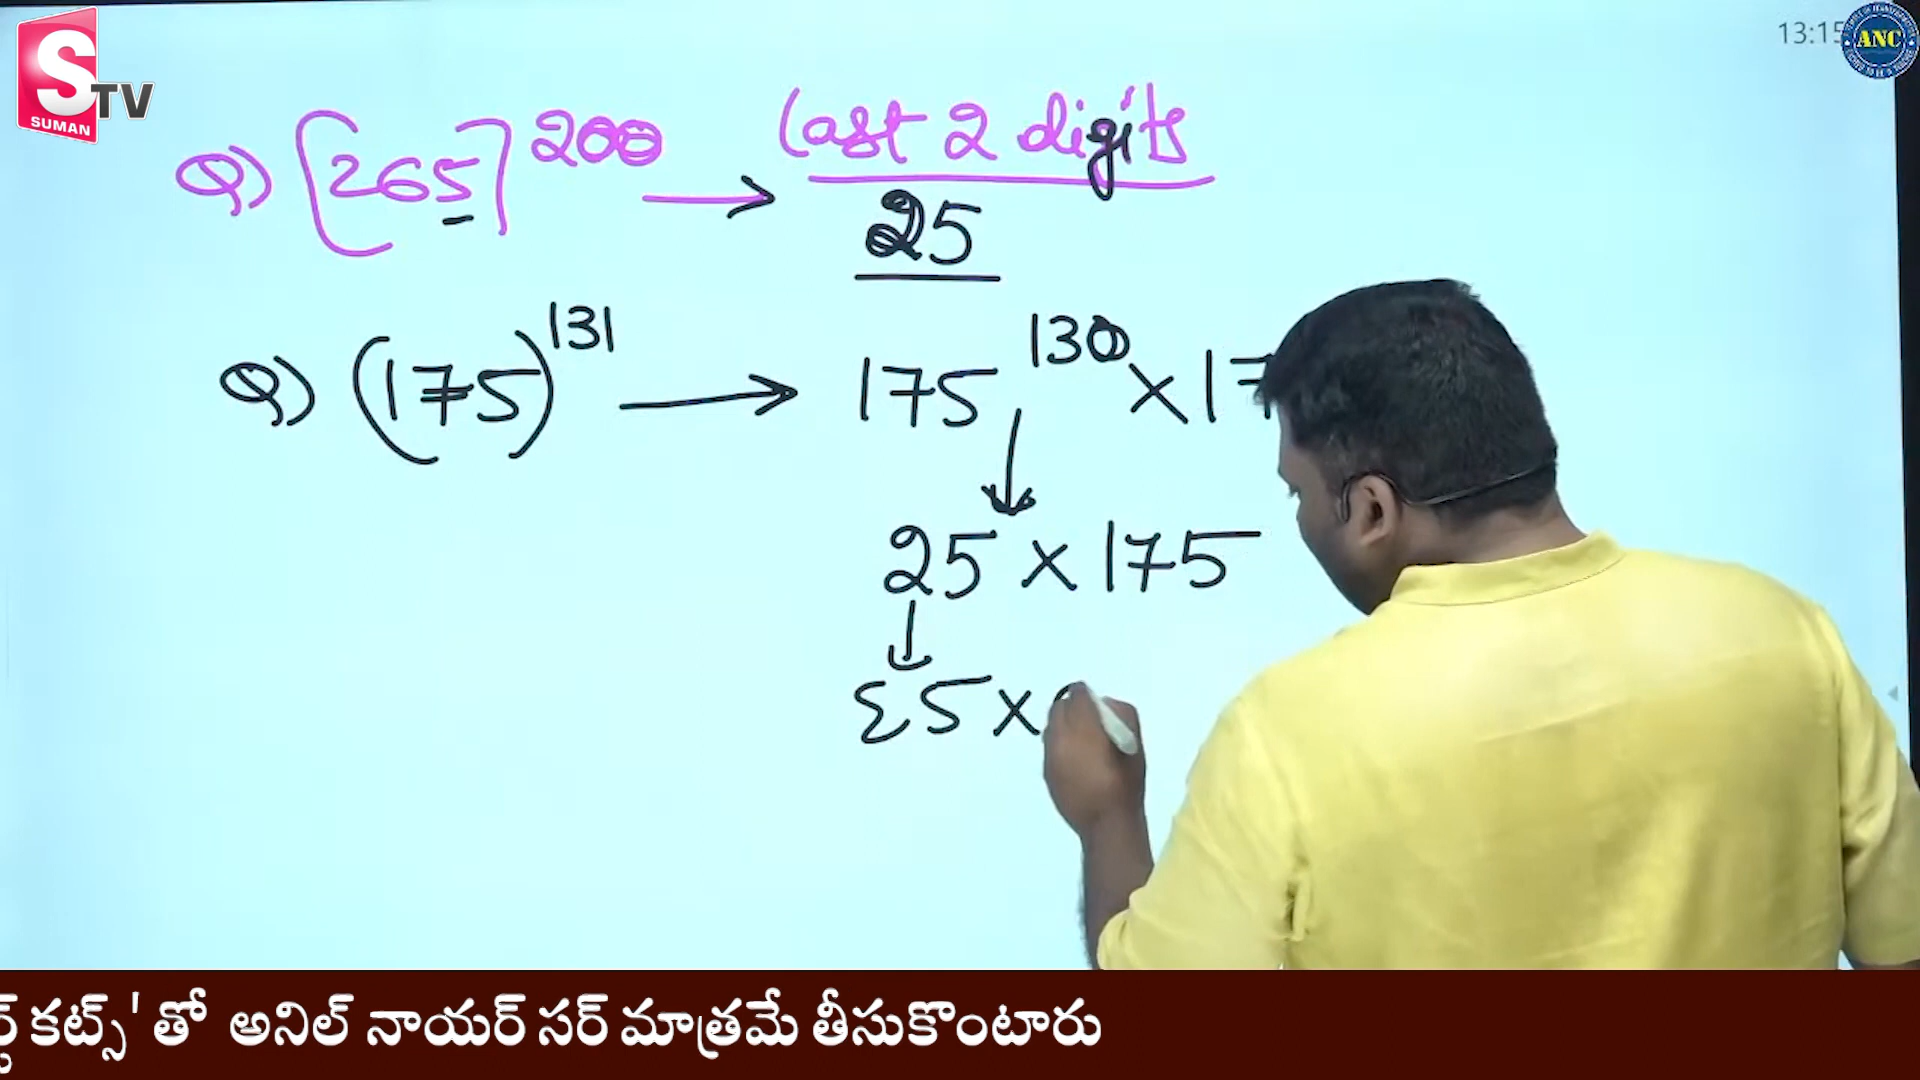 S TV
SUMAN
13:15
ANC
Q) [265]^200 → last 2 digits
25
Q) (175)^131 → 175^130 × 17
25 × 175
25 ×
కట్స్' తో అనిల్ నాయర్ సర్ మాత్రమే తీసుకొంటారు